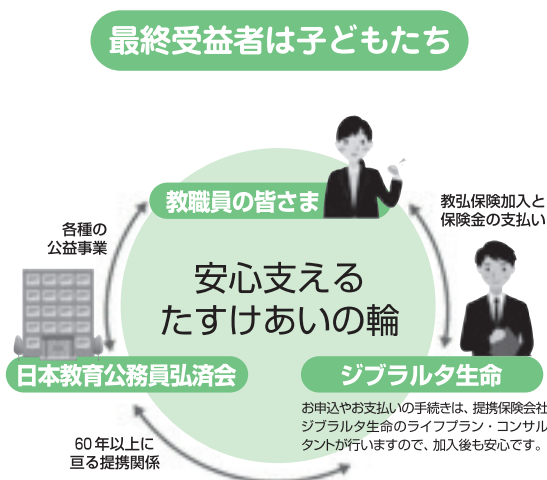 最終受益者は子どもたち
教職員の皆さま
各種の
公益事業
教弘保険加入と
保険金の支払い
安心支える
たすけあいの輪
日本教育公務員弘済会
ジブラルタ生命
お申込やお支払いの手続きは、提携保険会社
ジブラルタ生命のライフプラン・コンサル
タントが行いますので、加入後も安心です。
60年以上に
亘る提携関係